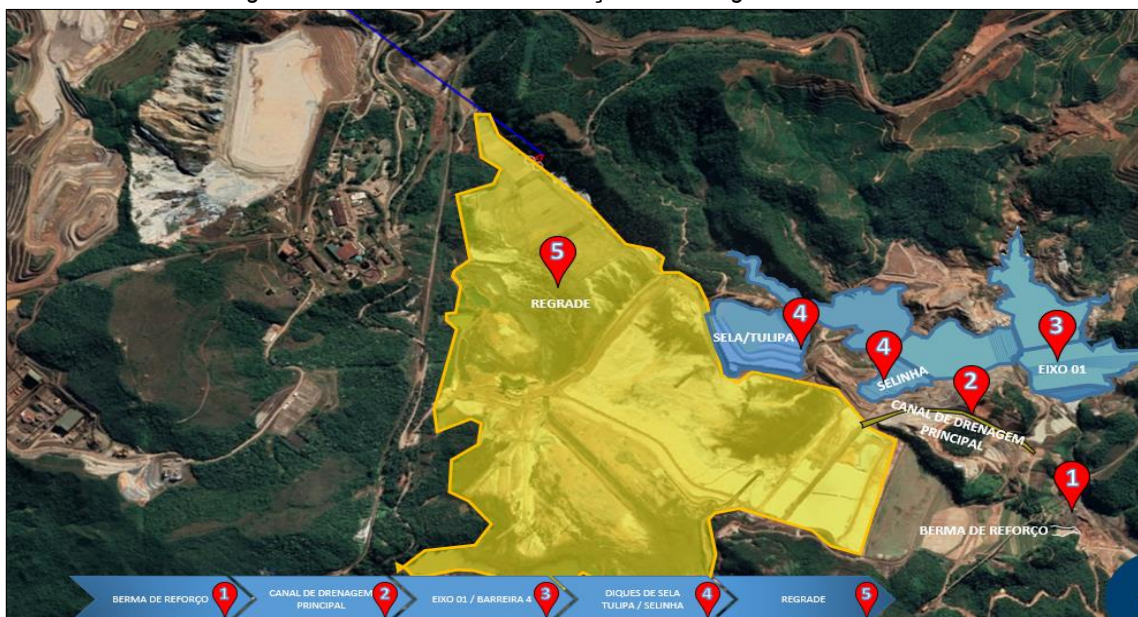 5
REGRADE
4
SELA/TULIPA
4
SELINHA
3
EIXO 01
2
CANAL DE DRENAGEM
PRINCIPAL
1
BERMA DE REFORÇO
BERMA DE REFORÇO 1
CANAL DE DRENAGEM
PRINCIPAL 2
EIXO 01 / BARREIRA 4 3
DIQUES DE SELA
TULIPA / SELINHA 4
REGRADE 5